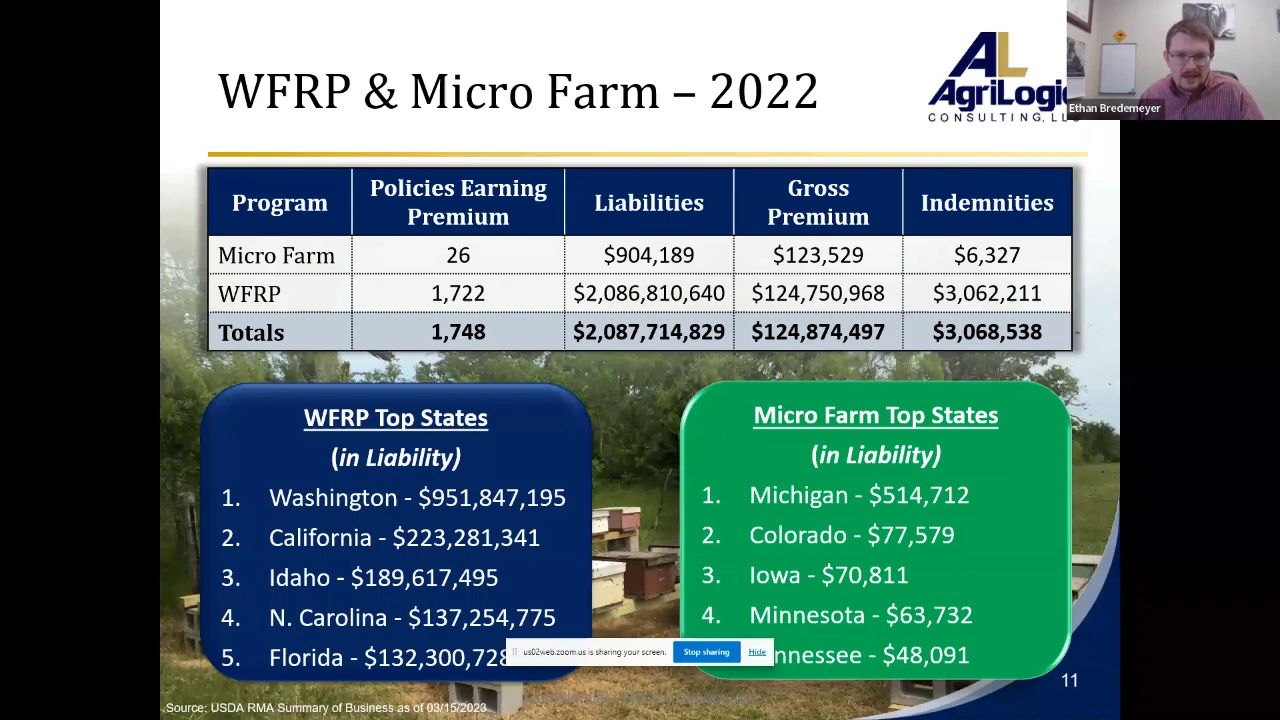 WFRP & Micro Farm – 2022
AL
AgriLogic
CONSULTING, LLC
Ethan Bredemeyer
Program
Policies Earning Premium
Liabilities
Gross Premium
Indemnities
Micro Farm 26 $904,189 $123,529 $6,327
WFRP 1,722 $2,086,810,640 $124,750,968 $3,062,211
Totals 1,748 $2,087,714,829 $124,874,497 $3,068,538
WFRP Top States
(in Liability)
1. Washington - $951,847,195
2. California - $223,281,341
3. Idaho - $189,617,495
4. N. Carolina - $137,254,775
5. Florida - $132,300,728
Micro Farm Top States
(in Liability)
1. Michigan - $514,712
2. Colorado - $77,579
3. Iowa - $70,811
4. Minnesota - $63,732
nnessee - $48,091
us02web.zoom.us is sharing your screen. Stop sharing Hide
11
Source: USDA RMA Summary of Business as of 03/15/2023